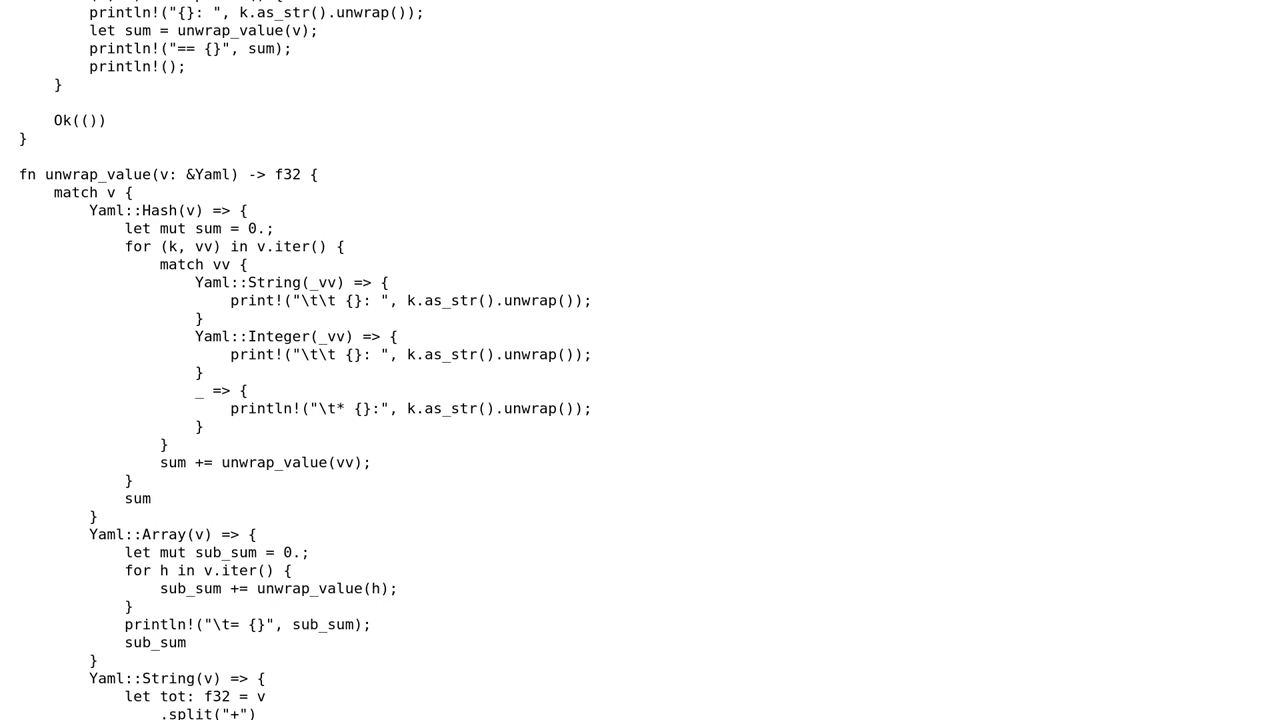 println!("{}: ", k.as_str().unwrap());
        let sum = unwrap_value(v);
        println!("== {}", sum);
        println!();
    }

    Ok(())
}

fn unwrap_value(v: &Yaml) -> f32 {
    match v {
        Yaml::Hash(v) => {
            let mut sum = 0.;
            for (k, vv) in v.iter() {
                match vv {
                    Yaml::String(_vv) => {
                        print!("\t\t {}: ", k.as_str().unwrap());
                    }
                    Yaml::Integer(_vv) => {
                        print!("\t\t {}: ", k.as_str().unwrap());
                    }
                    _ => {
                        println!("\t* {}:", k.as_str().unwrap());
                    }
                }
                sum += unwrap_value(vv);
            }
            sum
        }
        Yaml::Array(v) => {
            let mut sub_sum = 0.;
            for h in v.iter() {
                sub_sum += unwrap_value(h);
            }
            println!("\t= {}", sub_sum);
            sub_sum
        }
        Yaml::String(v) => {
            let tot: f32 = v
                .split("+")